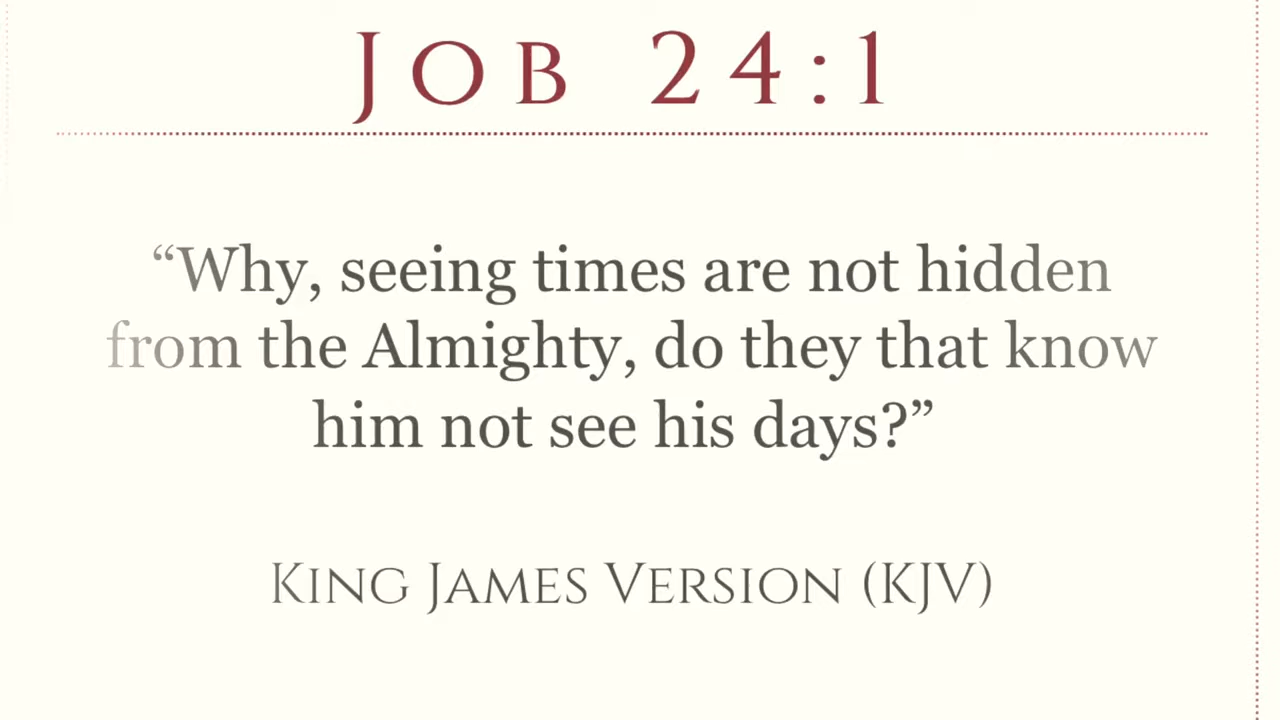 Job 24:1
“Why, seeing times are not hidden
from the Almighty, do they that know
him not see his days?”
King James Version (KJV)